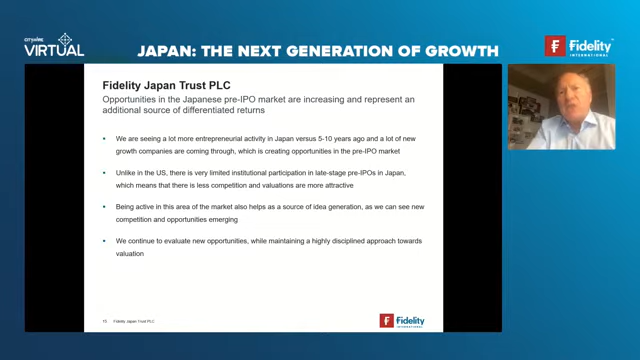 CITYWIRE
VIRTUAL
JAPAN: THE NEXT GENERATION OF GROWTH
Fidelity
INTERNATIONAL
Fidelity Japan Trust PLC
Opportunities in the Japanese pre-IPO market are increasing and represent an
additional source of differentiated returns
• We are seeing a lot more entrepreneurial activity in Japan versus 5-10 years ago and a lot of new
growth companies are coming through, which is creating opportunities in the pre-IPO market
• Unlike in the US, there is very limited institutional participation in late-stage pre-IPOs in Japan,
which means that there is less competition and valuations are more attractive
• Being active in this area of the market also helps as a source of idea generation, as we can see new
competition and opportunities emerging
• We continue to evaluate new opportunities, while maintaining a highly disciplined approach towards
valuation
15 Fidelity Japan Trust PLC
Fidelity
INTERNATIONAL